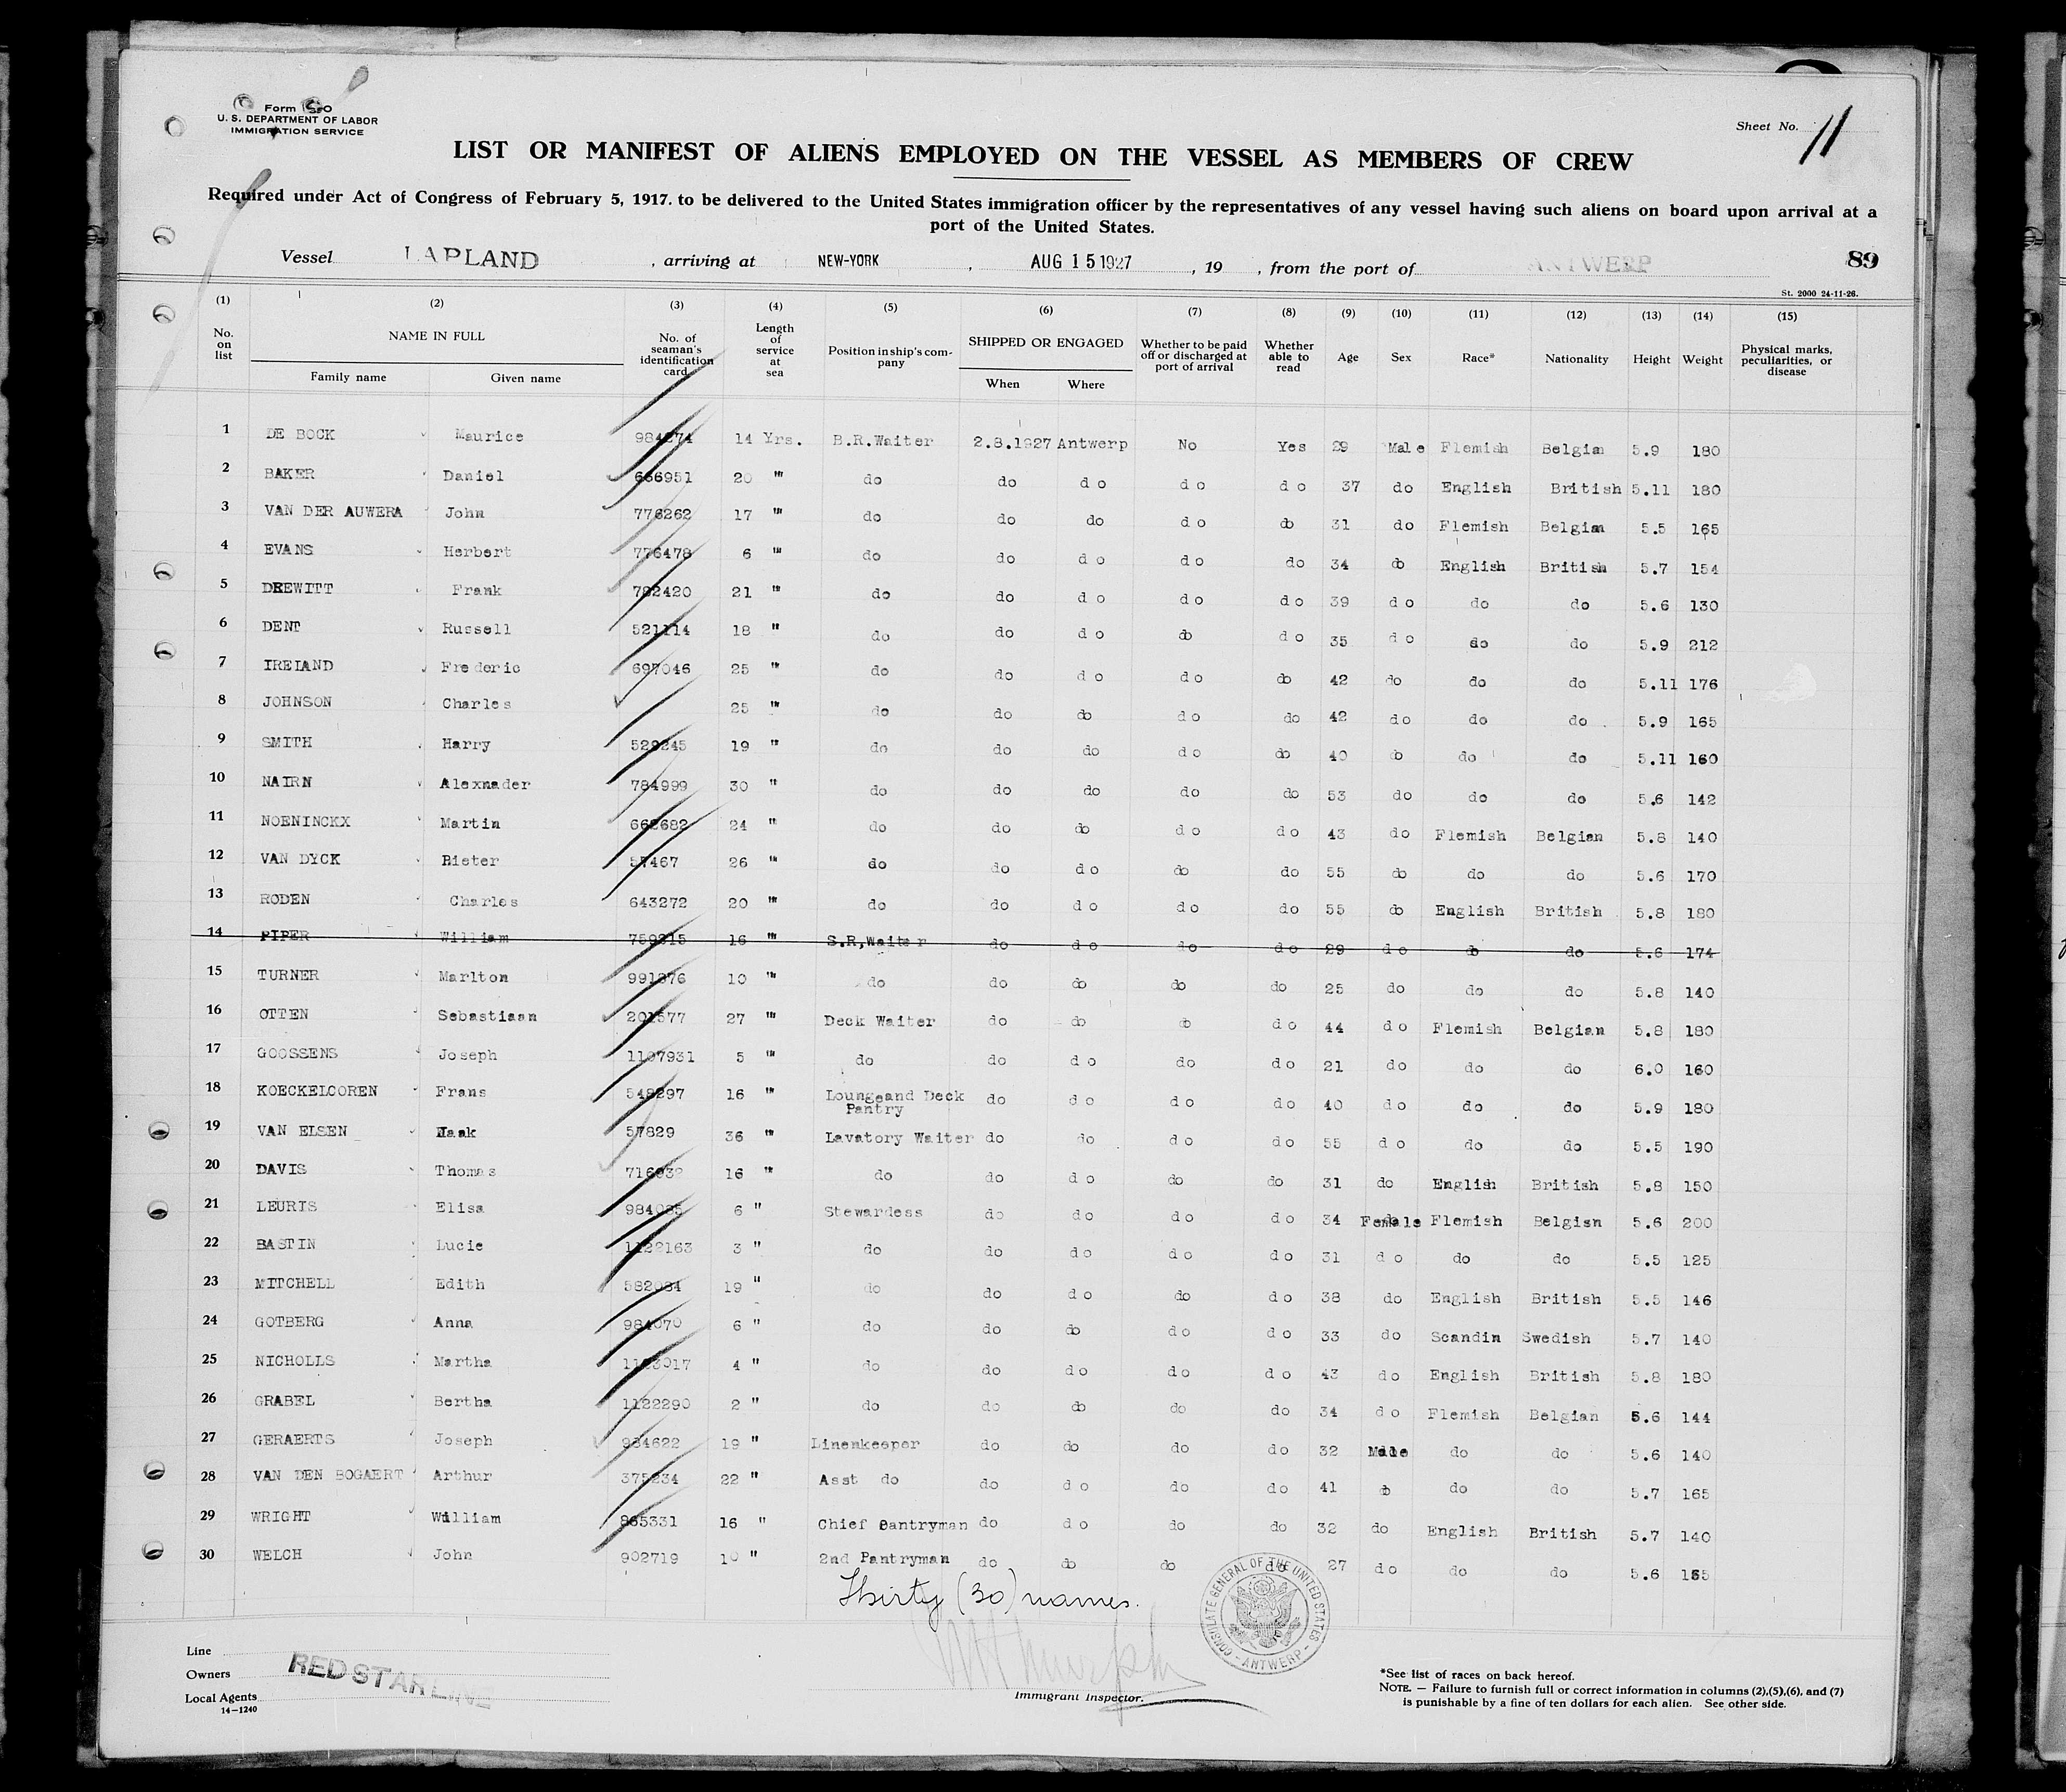 Form
U. S. DEPARTMENT OF LABOR
IMMIGRATION SERVICE
Sheet No. 11
LIST OR MANIFEST OF ALIENS EMPLOYED ON THE VESSEL AS MEMBERS OF CREW
Required under Act of Congress of February 5, 1917. to be delivered to the United States immigration officer by the representatives of any vessel having such aliens on board upon arrival at a
port of the United States.
Vessel LAPLAND , arriving at NEW-YORK , AUG 15 1927 , 19 , from the port of ANTWERP 89
St. 2000 24-11-26.
(1) (2) (3) (4) (5) (6) (7) (8) (9) (10) (11) (12) (13) (14) (15)
No. on list NAME IN FULL Family name Given name No. of seaman's identification card Length of service at sea Position in ship's company SHIPPED OR ENGAGED When Where Whether to be paid off or discharged at port of arrival Whether able to read Age Sex Race* Nationality Height Weight Physical marks, peculiarities, or disease
1 DE BOCK Maurice 984274 14 Yrs. B.R.Waiter 2.8.1927 Antwerp No Yes 29 Male Flemish Belgian 5.9 180
2 BAKER Daniel 666951 20 " do do do do do 37 do English British 5.11 180
3 VAN DER AUWERA John 776262 17 " do do do do do 31 do Flemish Belgian 5.5 165
4 EVANS Herbert 776478 6 " do do do do do 34 do English British 5.7 154
5 DREWITT Frank 782420 21 " do do do do do 39 do do do 5.6 130
6 DENT Russell 521114 18 " do do do do do 35 do do do 5.9 212
7 IRELAND Frederic 697046 25 " do do do do do 42 do do do 5.11 176
8 JOHNSON Charles 25 " do do do do do 42 do do do 5.9 165
9 SMITH Harry 529245 19 " do do do do do 40 do do do 5.11 160
10 NAIRN Alexnader 784999 30 " do do do do do 53 do do do 5.6 142
11 NOENINCKX Martin 662682 24 " do do do do do 43 do Flemish Belgian 5.8 140
12 VAN DYCK Pieter 57467 26 " do do do do do 55 do do do 5.6 170
13 RODEN Charles 643272 20 " do do do do do 55 do English British 5.8 180
14 PIPER William 16 " S.R,Waiter do do do do 29 do do do 5.6 174
15 TURNER Marlton 991376 10 " do do do do do 25 do do do 5.8 140
16 OTTEN Sebastiaan 201577 27 " Deck Waiter do do do do 44 do Flemish Belgian 5.8 180
17 GOOSSENS Joseph 1107931 5 " do do do do do 21 do do do 6.0 160
18 KOECKELCOREN Frans 548297 16 " Lounge and Deck Pantry do do do do 40 do do do 5.9 180
19 VAN ELSEN Isak 57829 36 " Lavatory Waiter do do do do 55 do do do 5.5 190
20 DAVIS Thomas 716932 16 " do do do do do 31 do English British 5.8 150
21 LEURIS Elisa 984085 6 " Stewardess do do do do 34 Female Flemish Belgian 5.6 200
22 BASTIN Lucie 1122163 3 " do do do do do 31 do do do 5.5 125
23 MITCHELL Edith 582084 19 " do do do do do 38 do English British 5.5 146
24 GOTBERG Anna 984070 6 " do do do do do 33 do Scandin Swedish 5.7 140
25 NICHOLLS Martha 4 " do do do do do 43 do English British 5.8 180
26 GRABEL Bertha 1122290 2 " do do do do do 34 do Flemish Belgian 5.6 144
27 GERAERTS Joseph 984622 19 " Linenkeeper do do do do 32 Male do do 5.6 140
28 VAN DEN BOGAERT Arthur 375234 22 " Asst do do do do do 41 do do do 5.7 165
29 WRIGHT William 865331 16 " Chief Pantryman do do do do 32 do English British 5.7 140
30 WELCH John 902719 10 " 2nd Pantryman do do do do 27 do do do 5.6
Thirty (30) names.
CONSULATE GENERAL OF THE UNITED STATES - ANTWERP -
Line
Owners RED STAR LINE
Local Agents
14-1240
Immigrant Inspector.
*See list of races on back hereof.
NOTE. — Failure to furnish full or correct information in columns (2),(5),(6), and (7)
is punishable by a fine of ten dollars for each alien. See other side.